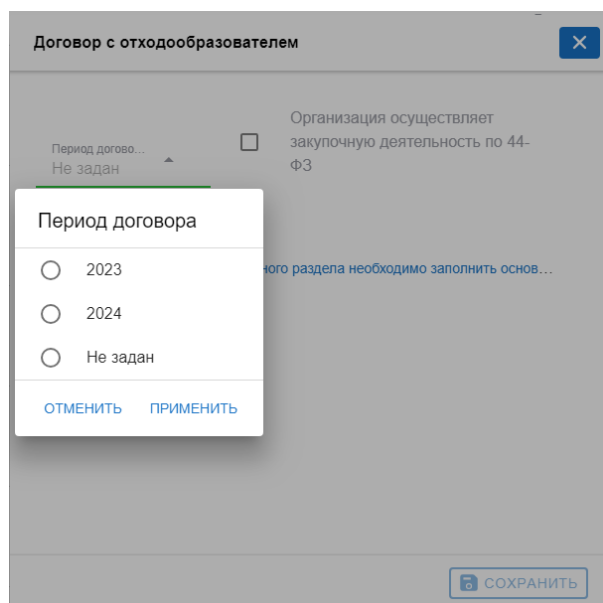 Договор с отходообразователем
Организация осуществляет
закупочную деятельность по 44-
ФЗ
Период догово...
Не задан
Период договора
2023
2024
Не задан
ного раздела необходимо заполнить основ...
ОТМЕНИТЬ ПРИМЕНИТЬ
СОХРАНИТЬ